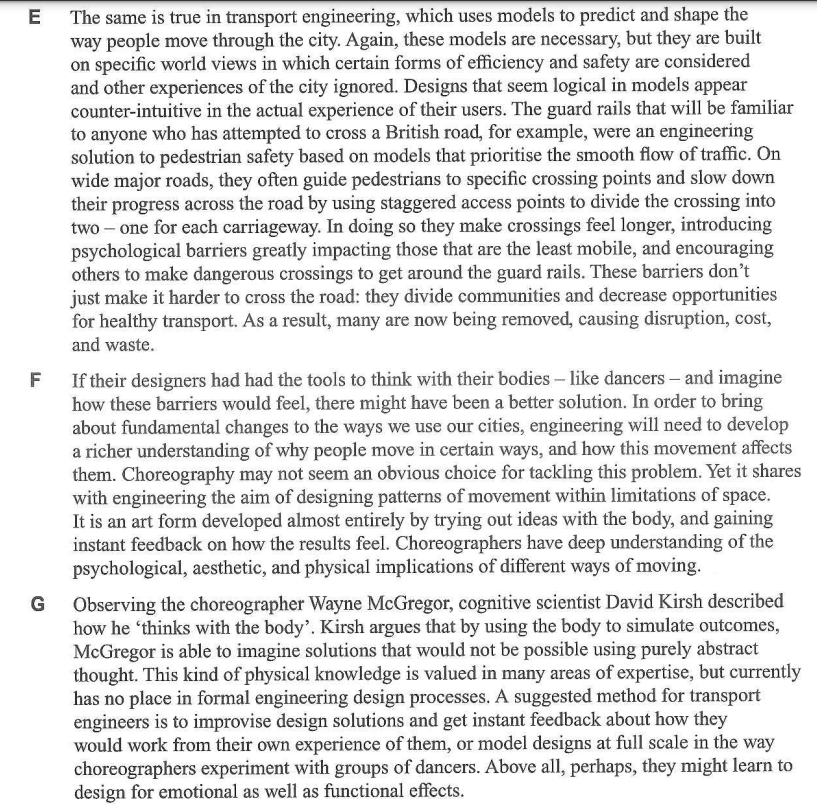 E The same is true in transport engineering, which uses models to predict and shape the
way people move through the city. Again, these models are necessary, but they are built
on specific world views in which certain forms of efficiency and safety are considered
and other experiences of the city ignored. Designs that seem logical in models appear
counter-intuitive in the actual experience of their users. The guard rails that will be familiar
to anyone who has attempted to cross a British road, for example, were an engineering
solution to pedestrian safety based on models that prioritise the smooth flow of traffic. On
wide major roads, they often guide pedestrians to specific crossing points and slow down
their progress across the road by using staggered access points to divide the crossing into
two – one for each carriageway. In doing so they make crossings feel longer, introducing
psychological barriers greatly impacting those that are the least mobile, and encouraging
others to make dangerous crossings to get around the guard rails. These barriers don’t
just make it harder to cross the road: they divide communities and decrease opportunities
for healthy transport. As a result, many are now being removed, causing disruption, cost,
and waste.
F If their designers had had the tools to think with their bodies – like dancers – and imagine
how these barriers would feel, there might have been a better solution. In order to bring
about fundamental changes to the ways we use our cities, engineering will need to develop
a richer understanding of why people move in certain ways, and how this movement affects
them. Choreography may not seem an obvious choice for tackling this problem. Yet it shares
with engineering the aim of designing patterns of movement within limitations of space.
It is an art form developed almost entirely by trying out ideas with the body, and gaining
instant feedback on how the results feel. Choreographers have deep understanding of the
psychological, aesthetic, and physical implications of different ways of moving.
G Observing the choreographer Wayne McGregor, cognitive scientist David Kirsh described
how he ‘thinks with the body’. Kirsh argues that by using the body to simulate outcomes,
McGregor is able to imagine solutions that would not be possible using purely abstract
thought. This kind of physical knowledge is valued in many areas of expertise, but currently
has no place in formal engineering design processes. A suggested method for transport
engineers is to improvise design solutions and get instant feedback about how they
would work from their own experience of them, or model designs at full scale in the way
choreographers experiment with groups of dancers. Above all, perhaps, they might learn to
design for emotional as well as functional effects.